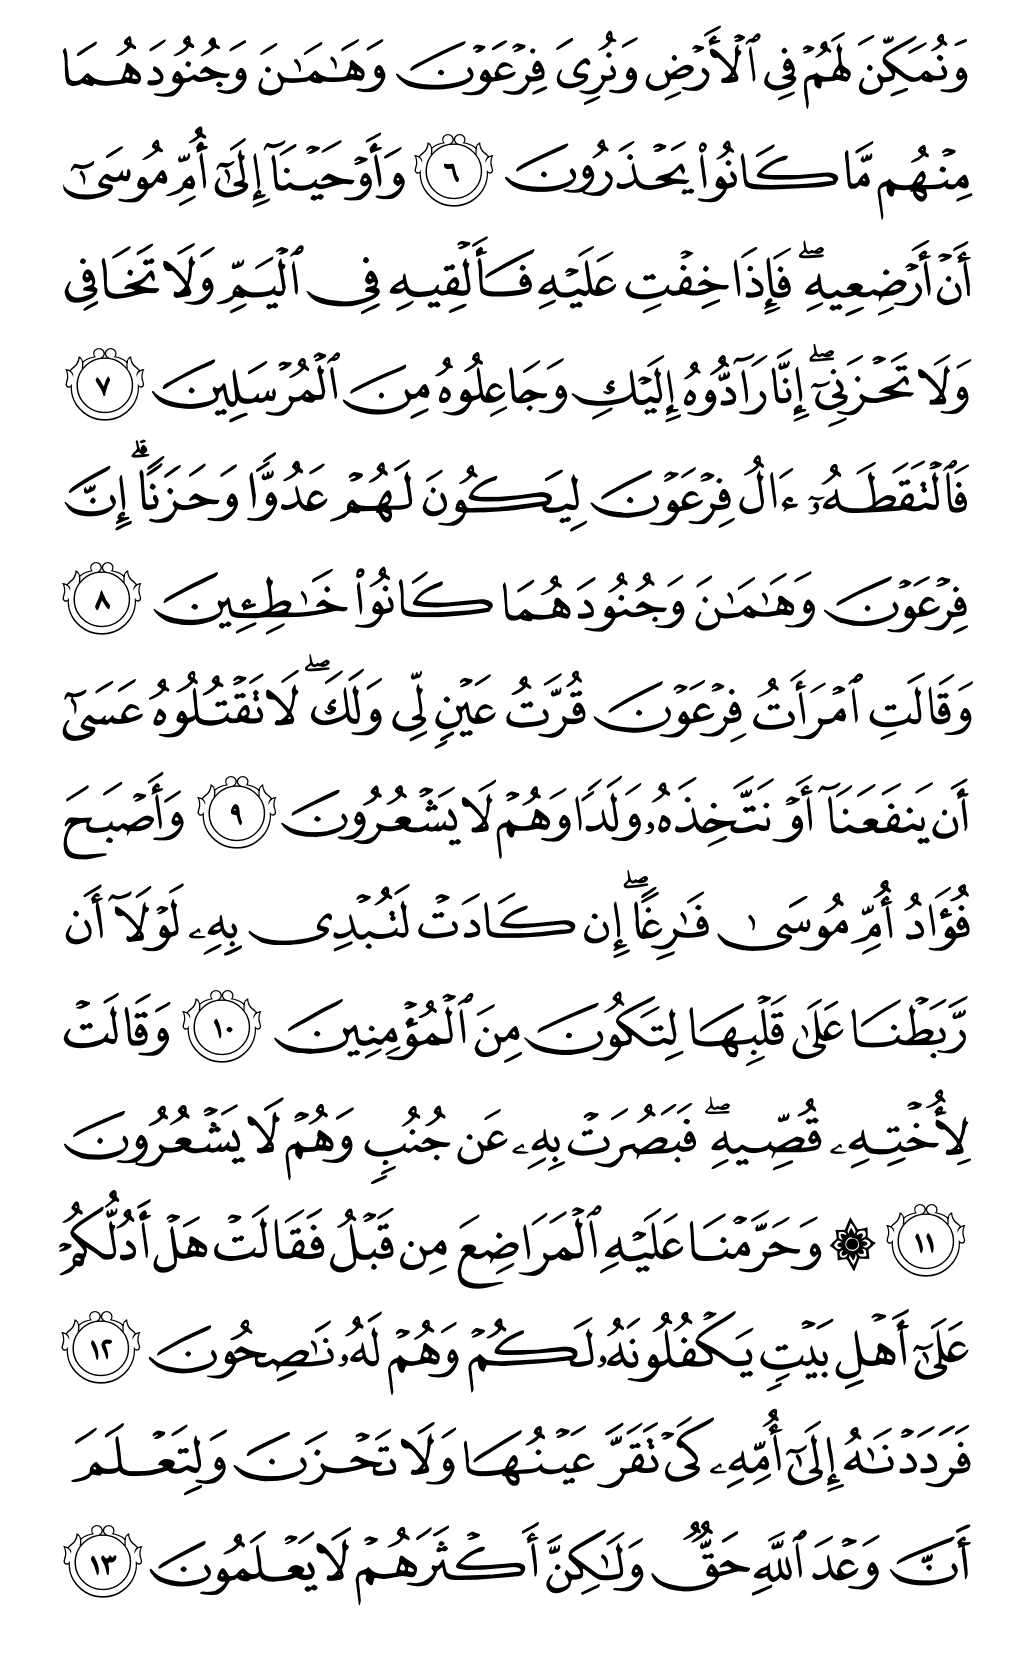 وَنُمَكِّنَ لَهُمْ فِي ٱلْأَرْضِ وَنُرِىَ فِرْعَوْنَ وَهَٰمَٰنَ وَجُنُودَهُمَا
مِنْهُم مَّا كَانُوا۟ يَحْذَرُونَ ٦ وَأَوْحَيْنَآ إِلَىٰٓ أُمِّ مُوسَىٰٓ
أَنْ أَرْضِعِيهِ ۖ فَإِذَا خِفْتِ عَلَيْهِ فَأَلْقِيهِ فِى ٱلْيَمِّ وَلَا تَخَافِى
وَلَا تَحْزَنِىٓ ۖ إِنَّا رَآدُّوهُ إِلَيْكِ وَجَاعِلُوهُ مِنَ ٱلْمُرْسَلِينَ ٧
فَٱلْتَقَطَهُۥٓ ءَالُ فِرْعَوْنَ لِيَكُونَ لَهُمْ عَدُوًّا وَحَزَنًا ۗ إِنَّ
فِرْعَوْنَ وَهَٰمَٰنَ وَجُنُودَهُمَا كَانُوا۟ خَٰطِـِٔينَ ٨
وَقَالَتِ ٱمْرَأَتُ فِرْعَوْنَ قُرَّتُ عَيْنٍ لِّى وَلَكَ ۖ لَا تَقْتُلُوهُ عَسَىٰٓ
أَن يَنفَعَنَآ أَوْ نَتَّخِذَهُۥ وَلَدًا وَهُمْ لَا يَشْعُرُونَ ٩ وَأَصْبَحَ
فُؤَادُ أُمِّ مُوسَىٰ فَٰرِغًا ۖ إِن كَادَتْ لَتُبْدِى بِهِۦ لَوْلَآ أَن
رَّبَطْنَا عَلَىٰ قَلْبِهَا لِتَكُونَ مِنَ ٱلْمُؤْمِنِينَ ١٠ وَقَالَتْ
لِأُخْتِهِۦ قُصِّيهِ ۖ فَبَصُرَتْ بِهِۦ عَن جُنُبٍ وَهُمْ لَا يَشْعُرُونَ
١١ ۞ وَحَرَّمْنَا عَلَيْهِ ٱلْمَرَاضِعَ مِن قَبْلُ فَقَالَتْ هَلْ أَدُلُّكُمْ
عَلَىٰٓ أَهْلِ بَيْتٍ يَكْفُلُونَهُۥ لَكُمْ وَهُمْ لَهُۥ نَٰصِحُونَ ١٢
فَرَدَدْنَٰهُ إِلَىٰٓ أُمِّهِۦ كَىْ تَقَرَّ عَيْنُهَا وَلَا تَحْزَنَ وَلِتَعْلَمَ
أَنَّ وَعْدَ ٱللَّهِ حَقٌّ وَلَٰكِنَّ أَكْثَرَهُمْ لَا يَعْلَمُونَ ١٣